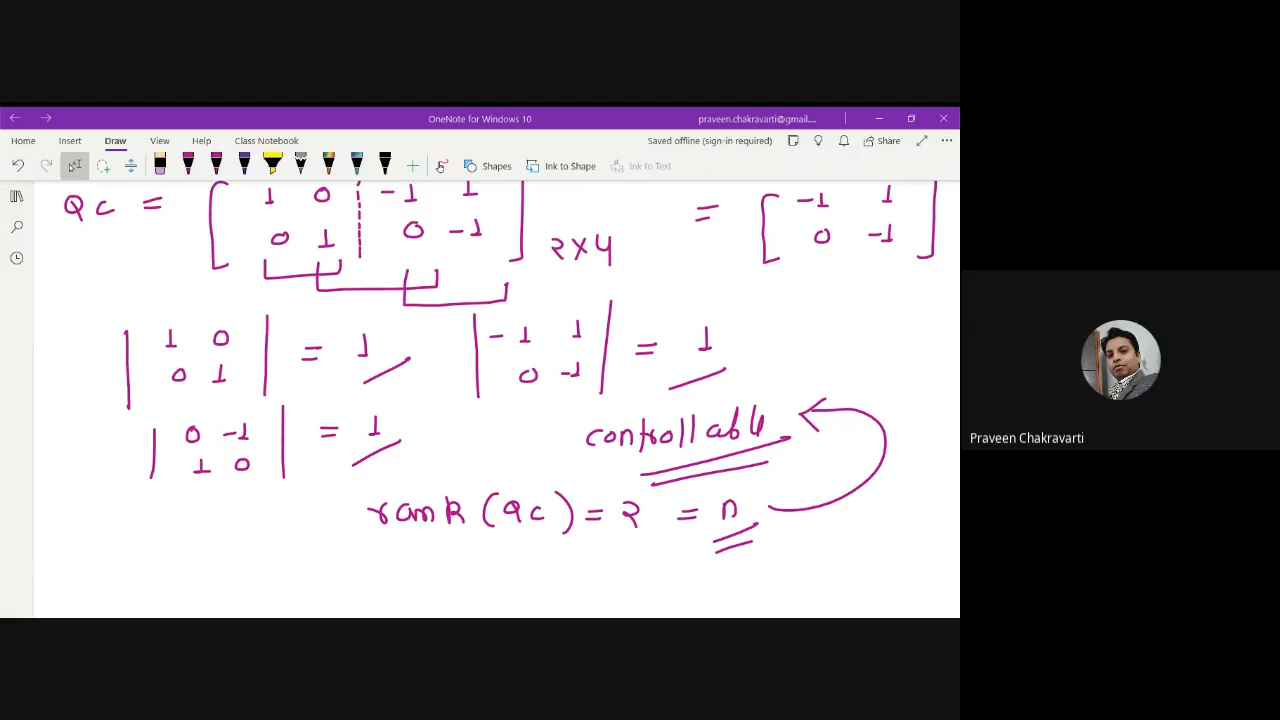 OneNote for Windows 10
praveen.chakravarti@gmail....
Home Insert Draw View Help Class Notebook
Saved offline (sign-in required)
Share
Shapes
Ink to Shape
Ink to Text
Qc = [ 1 0 ¦ -1 1 = [ -1 1
0 1 ¦ 0 -1 ] 2×4 0 -1 ]
| 1 0 | | -1 1 |
| 0 1 | = 1 | 0 -1 | = 1
| 0 -1 |
| 1 0 | = 1
controllable
rank (Qc) = 2 = n
Praveen Chakravarti